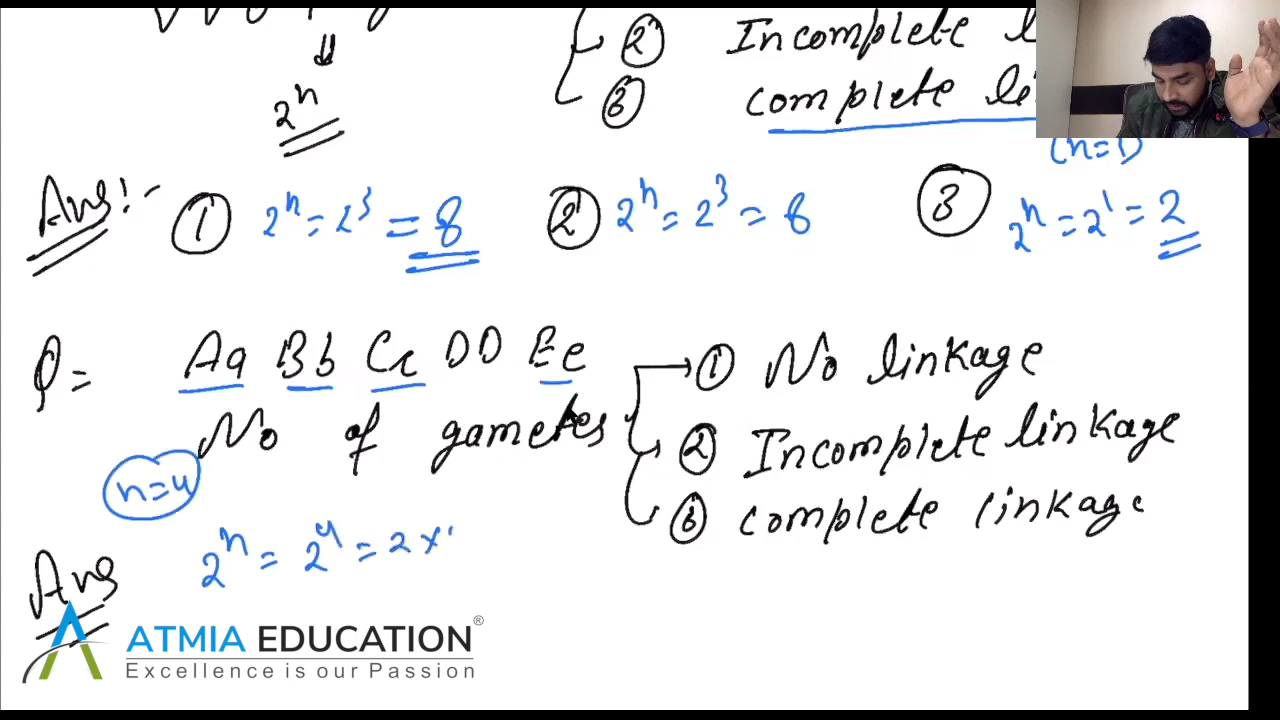 ⇓
2ⁿ
② Incomplete
③ complete
(n=1)
Ans:- ① 2ⁿ = 2³ = 8 ② 2ⁿ = 2³ = 8 ③ 2ⁿ = 2¹ = 2
Q = Aa Bb Cc DD Ee
No of gametes
① No linkage
② Incomplete linkage
③ complete linkage
n=4
Ans 2ⁿ = 2⁴ = 2×
ATMIA EDUCATION®
Excellence is our Passion